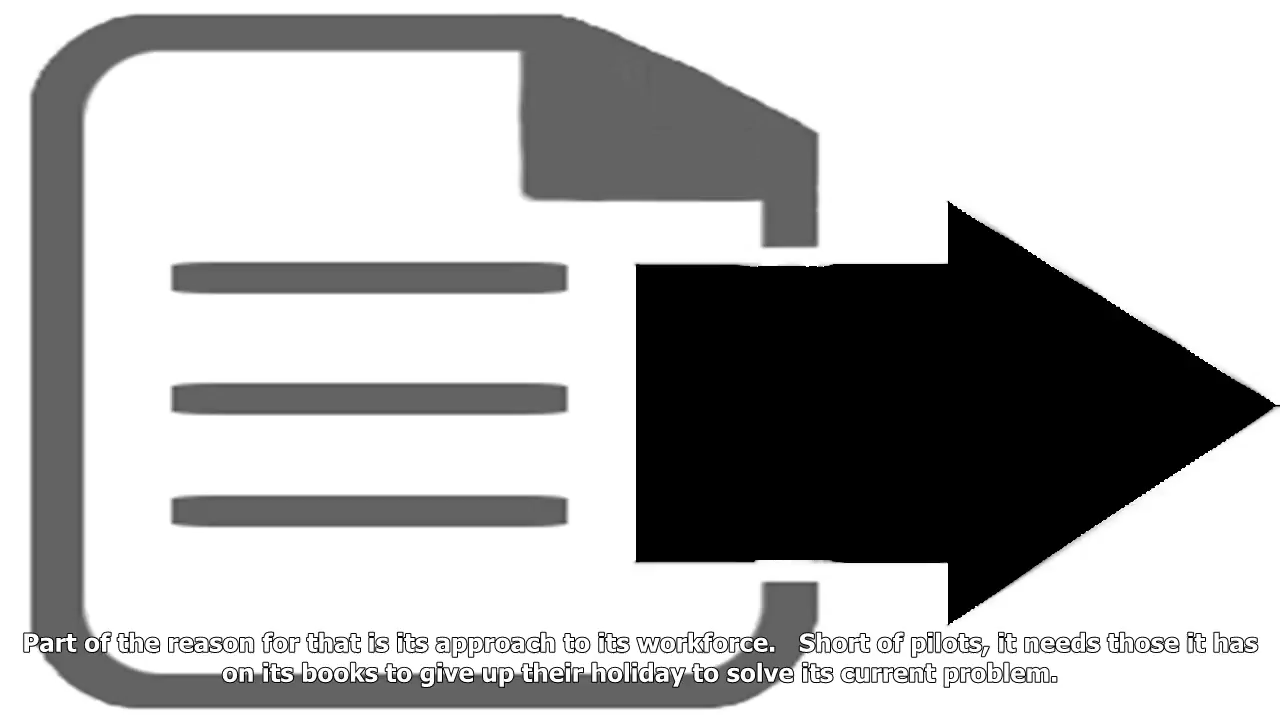 Part of the reason for that is its approach to its workforce.   Short of pilots, it needs those it has
on its books to give up their holiday to solve its current problem.